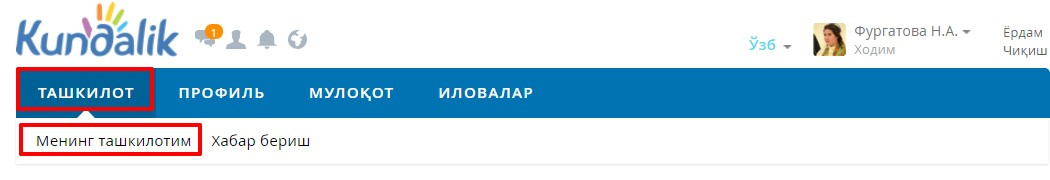 Kundalik
1
Ўзб
Фургатова Н.А.
Ходим
Ёрдам
Чиқиш
ТАШКИЛОТ ПРОФИЛЬ МУЛОҚОТ ИЛОВАЛАР
Менинг ташкилотим Хабар бериш